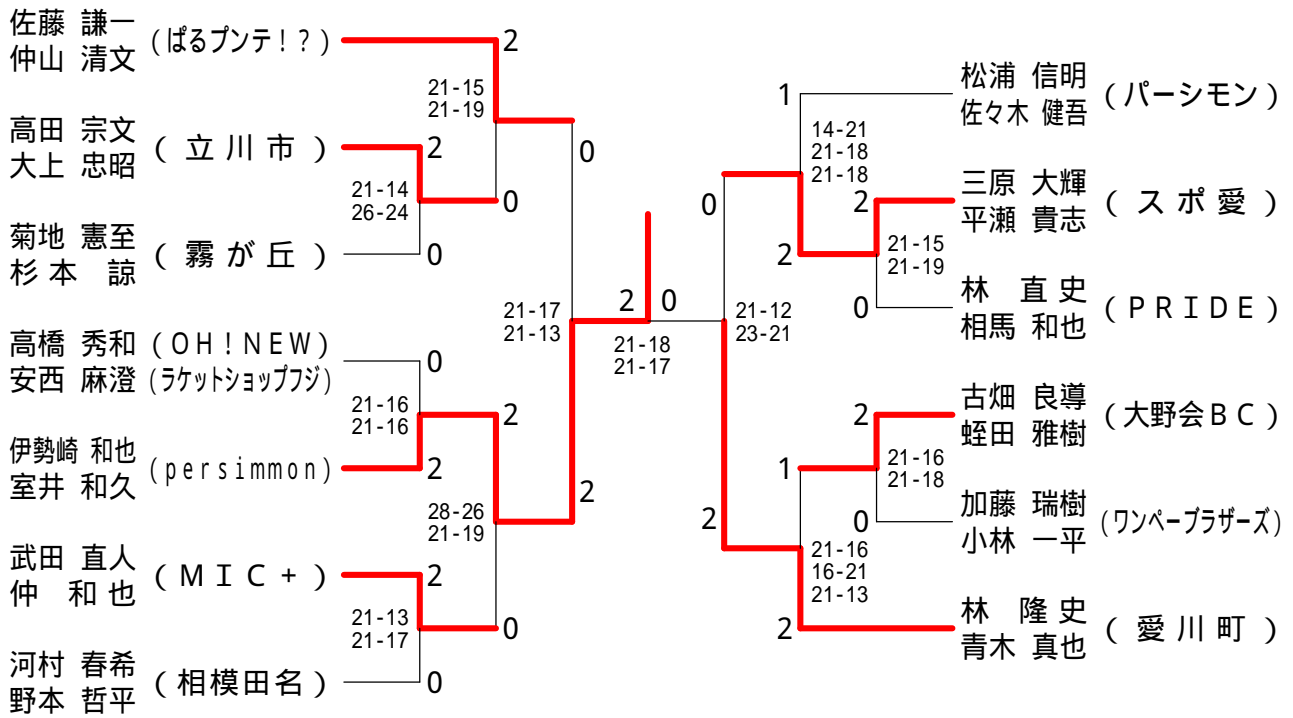 佐藤 謙一
仲山 清文
(ぱるプンテ！？)
2
21-15
21-19
高田 宗文
大上 忠昭
(立川市)
2
0
21-14
26-24
0
菊地 憲至
杉本 諒
(霧が丘)
0
21-17
21-13
2 0
21-18
21-17
高橋 秀和 (OH！NEW)
安西 麻澄 (ラケットショップフジ)
0
21-16
21-16
2
伊勢崎 和也
室井 和久
(persimmon)
2
2
28-26
21-19
武田 直人
仲 和也
(MIC+)
2
21-13
21-17
0
河村 春希
野本 哲平
(相模田名)
0
1
松浦 信明
佐々木 健吾
(パーシモン)
14-21
21-18
21-18
0
2
三原 大輝
平瀬 貴志
(スポ愛)
2
21-15
21-19
0
林 直史
相馬 和也
(PRIDE)
21-12
23-21
2
古畑 良導
蛭田 雅樹
(大野会BC)
1
21-16
21-18
2
0
加藤 瑞樹
小林 一平
(ワンペーブラザーズ)
21-16
16-21
21-13
2
林 隆史
青木 真也
(愛川町)